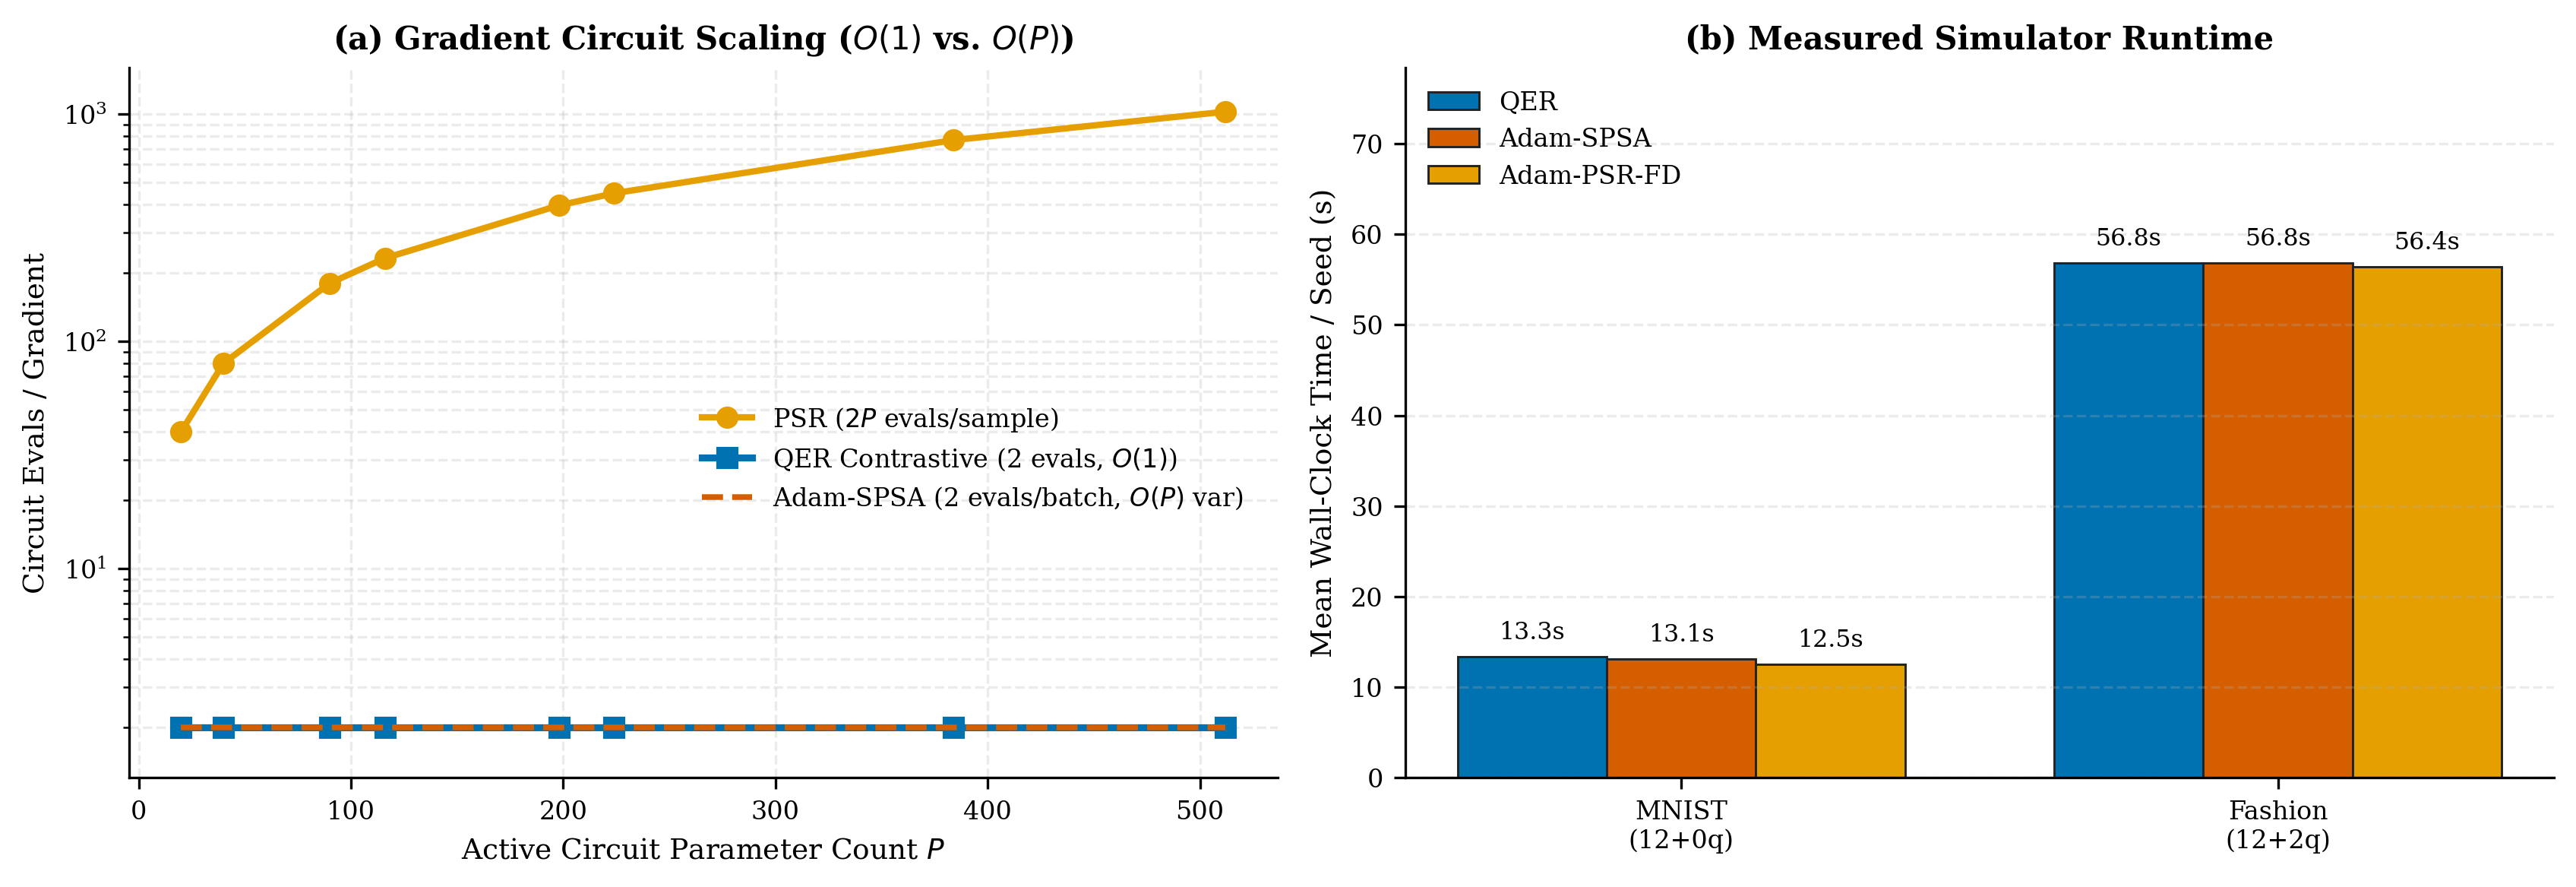 (a) Gradient Circuit Scaling (O(1) vs. O(P))
Circuit Evals / Gradient
10³
10²
10¹
PSR (2P evals/sample)
QER Contrastive (2 evals, O(1))
Adam-SPSA (2 evals/batch, O(P) var)
0
100
200
300
400
500
Active Circuit Parameter Count P
(b) Measured Simulator Runtime
Mean Wall-Clock Time / Seed (s)
70
60
50
40
30
20
10
0
QER
Adam-SPSA
Adam-PSR-FD
13.3s
13.1s
12.5s
56.8s
56.8s
56.4s
MNIST
(12+0q)
Fashion
(12+2q)